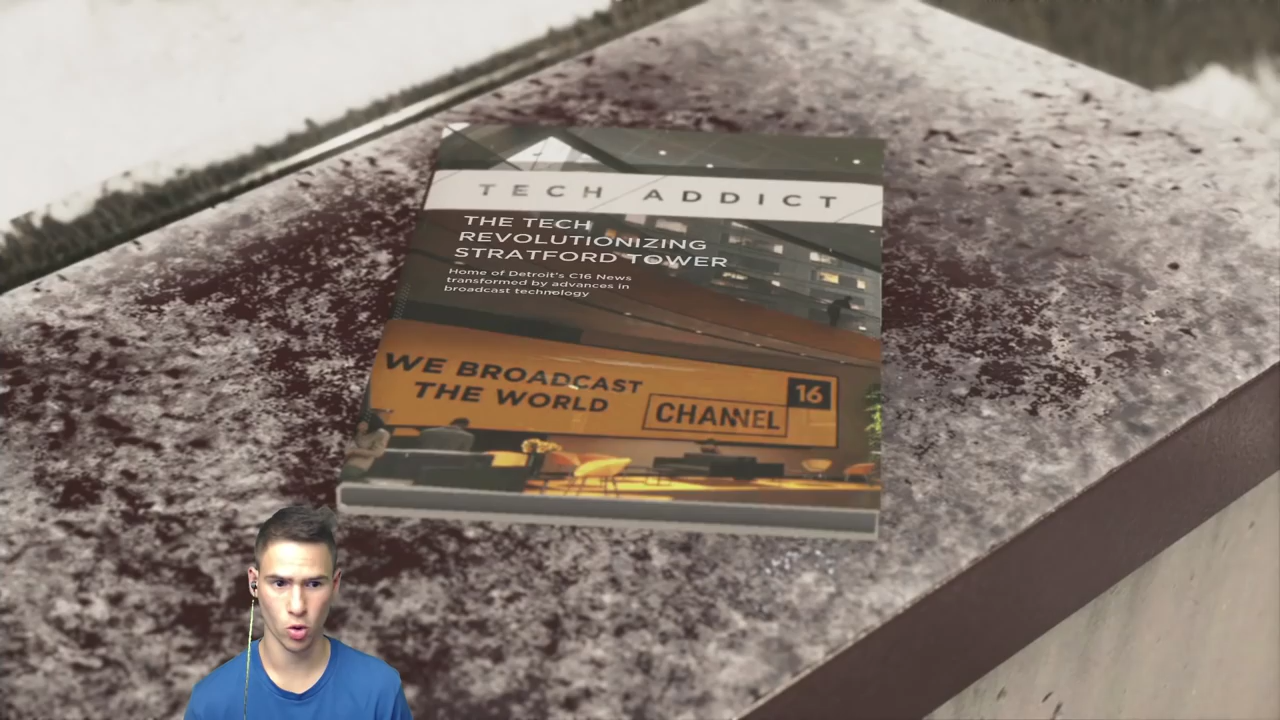 TECH ADDICT
THE TECH
REVOLUTIONIZING
STRATFORD TOWER
Home of Detroit's C16 News
transformed by advances in
broadcast technology
WE BROADCAST
THE WORLD
CHANNEL
16